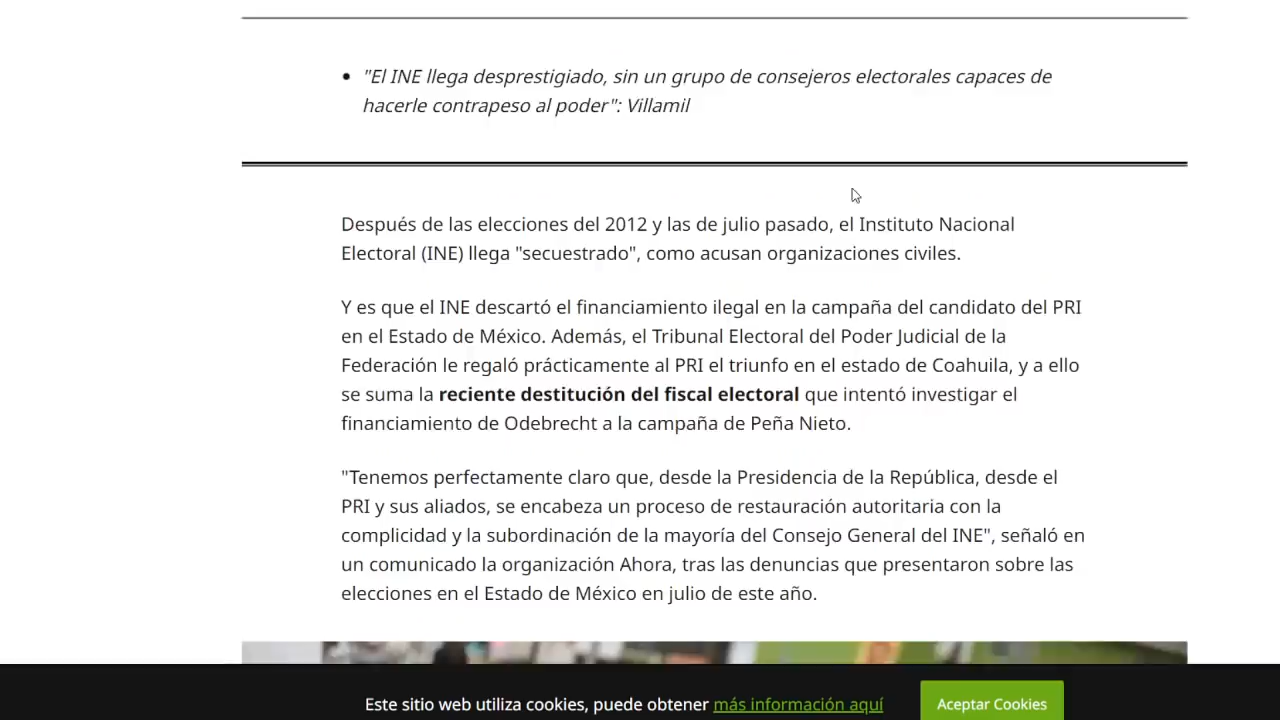 "El INE llega desprestigiado, sin un grupo de consejeros electorales capaces de
hacerle contrapeso al poder": Villamil
Después de las elecciones del 2012 y las de julio pasado, el Instituto Nacional
Electoral (INE) llega "secuestrado", como acusan organizaciones civiles.
Y es que el INE descartó el financiamiento ilegal en la campaña del candidato del PRI
en el Estado de México. Además, el Tribunal Electoral del Poder Judicial de la
Federación le regaló prácticamente al PRI el triunfo en el estado de Coahuila, y a ello
se suma la reciente destitución del fiscal electoral que intentó investigar el
financiamiento de Odebrecht a la campaña de Peña Nieto.
"Tenemos perfectamente claro que, desde la Presidencia de la República, desde el
PRI y sus aliados, se encabeza un proceso de restauración autoritaria con la
complicidad y la subordinación de la mayoría del Consejo General del INE", señaló en
un comunicado la organización Ahora, tras las denuncias que presentaron sobre las
elecciones en el Estado de México en julio de este año.
Este sitio web utiliza cookies, puede obtener más información aquí
Aceptar Cookies